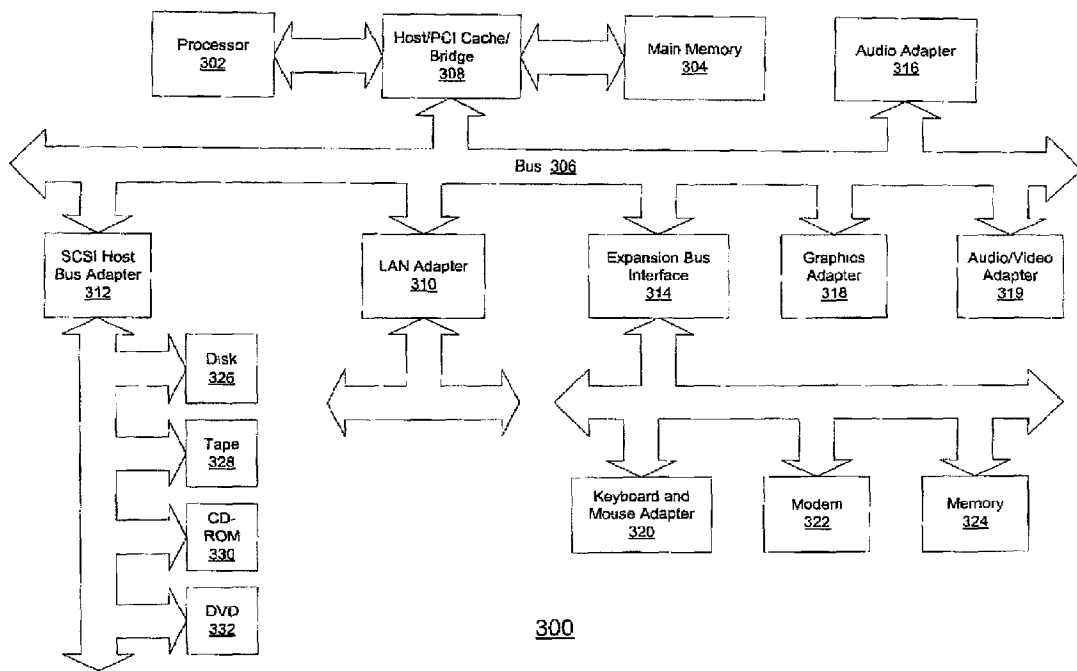 Processor
302
Host/PCI Cache/
Bridge
308
Main Memory
304
Audio Adapter
316
Bus 306
SCSI Host
Bus Adapter
312
LAN Adapter
310
Expansion Bus
Interface
314
Graphics
Adapter
318
Audio/Video
Adapter
319
Disk
326
Tape
328
CD-
ROM
330
DVD
332
Keyboard and
Mouse Adapter
320
Modem
322
Memory
324
300